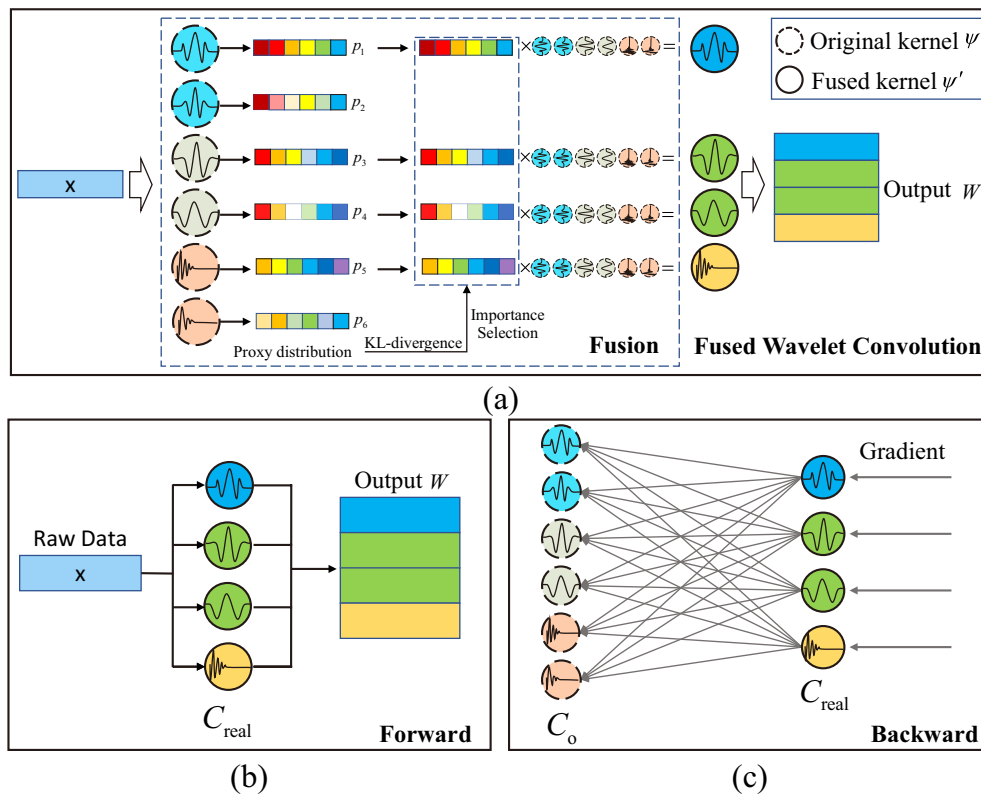 p₁
×
=
Original kernel ψ
Fused kernel ψ′
p₂
x
p₃
×
=
Output W
p₄
×
=
p₅
×
=
p₆
KL-divergence
Importance
Selection
Proxy distribution
Fusion
Fused Wavelet Convolution
(a)
Raw Data
x
Output W
C_real
Forward
(b)
Gradient
C_o
C_real
Backward
(c)